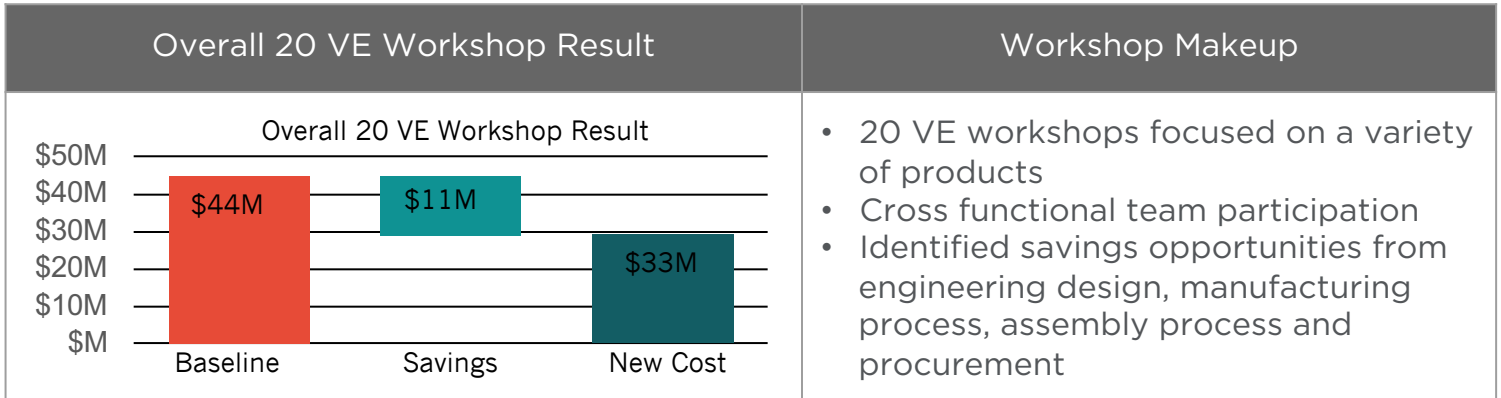 Overall 20 VE Workshop Result
Workshop Makeup
Overall 20 VE Workshop Result
$50M
$40M
$30M
$20M
$10M
$M
$44M
$11M
$33M
Baseline
Savings
New Cost
• 20 VE workshops focused on a variety
of products
• Cross functional team participation
• Identified savings opportunities from
engineering design, manufacturing
process, assembly process and
procurement